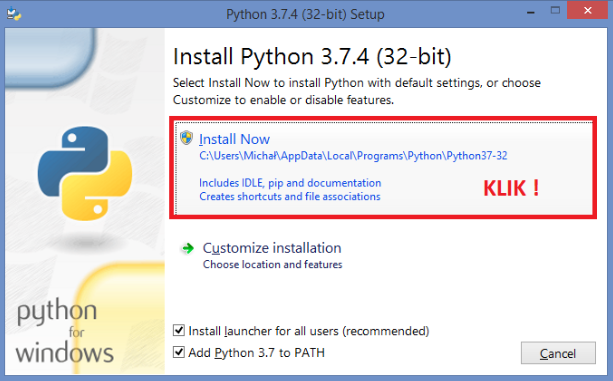 Python 3.7.4 (32-bit) Setup
Install Python 3.7.4 (32-bit)
Select Install Now to install Python with default settings, or choose
Customize to enable or disable features.
Install Now
C:\Users\Michał\AppData\Local\Programs\Python\Python37-32
Includes IDLE, pip and documentation
Creates shortcuts and file associations
KLIK !
Customize installation
Choose location and features
python
for
windows
Install launcher for all users (recommended)
Add Python 3.7 to PATH
Cancel